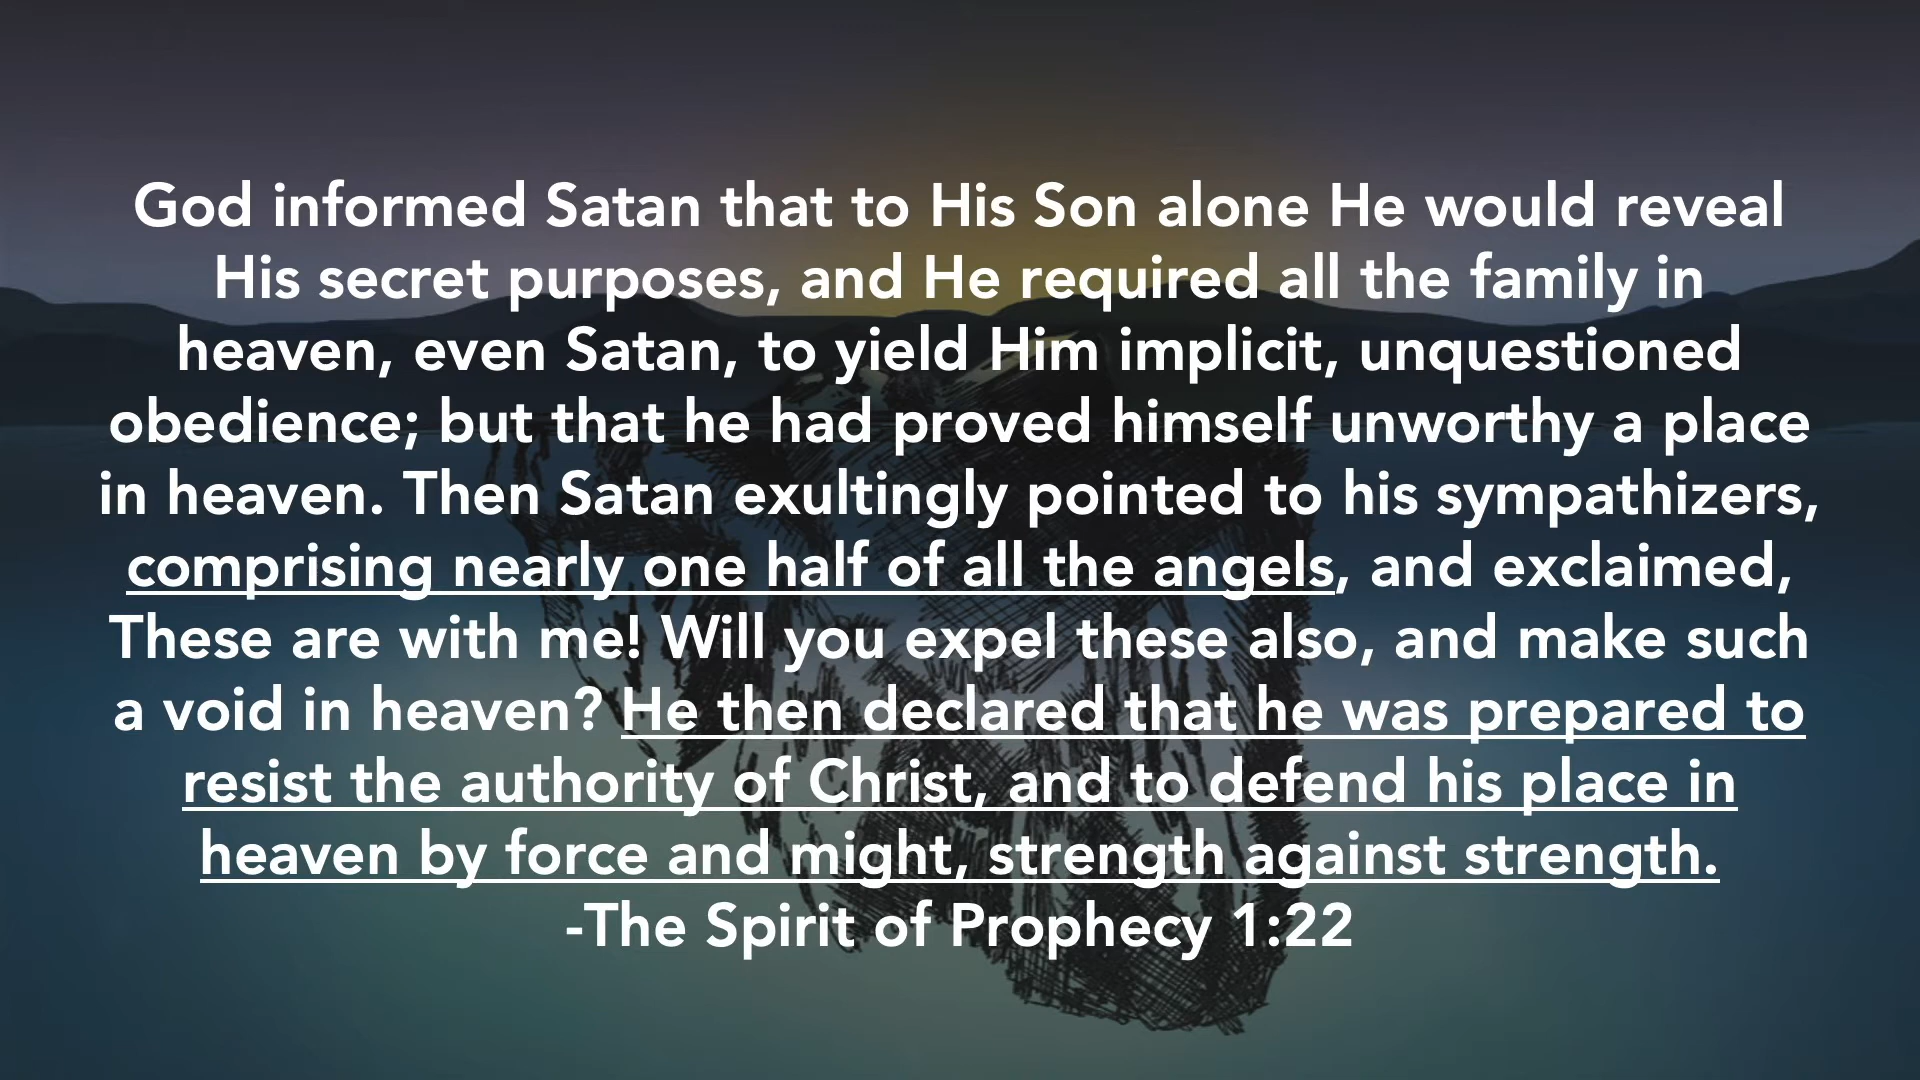 God informed Satan that to His Son alone He would reveal
His secret purposes, and He required all the family in
heaven, even Satan, to yield Him implicit, unquestioned
obedience; but that he had proved himself unworthy a place
in heaven. Then Satan exultingly pointed to his sympathizers,
comprising nearly one half of all the angels, and exclaimed,
These are with me! Will you expel these also, and make such
a void in heaven? He then declared that he was prepared to
resist the authority of Christ, and to defend his place in
heaven by force and might, strength against strength.
-The Spirit of Prophecy 1:22